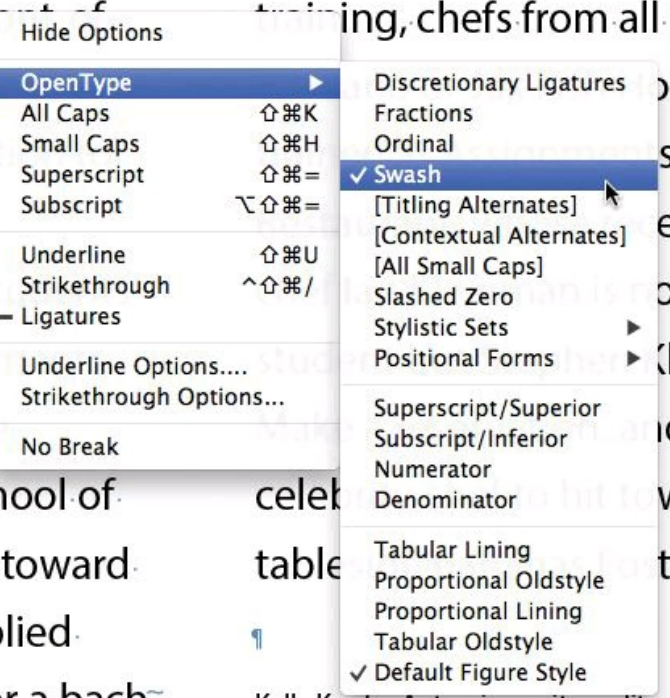 training, chefs from all
Hide Options
OpenType
All Caps ⇧⌘K
Small Caps ⇧⌘H
Superscript ⇧⌘=
Subscript ⌥⇧⌘=
Underline ⇧⌘U
Strikethrough ^⇧⌘/
Ligatures
Underline Options....
Strikethrough Options...
No Break
Discretionary Ligatures
Fractions
Ordinal
✓ Swash
[Titling Alternates]
[Contextual Alternates]
[All Small Caps]
Slashed Zero
Stylistic Sets
Positional Forms
Superscript/Superior
Subscript/Inferior
Numerator
Denominator
Tabular Lining
Proportional Oldstyle
Proportional Lining
Tabular Oldstyle
✓ Default Figure Style
hool of
toward
plied
r a bach~
celeb
table
¶